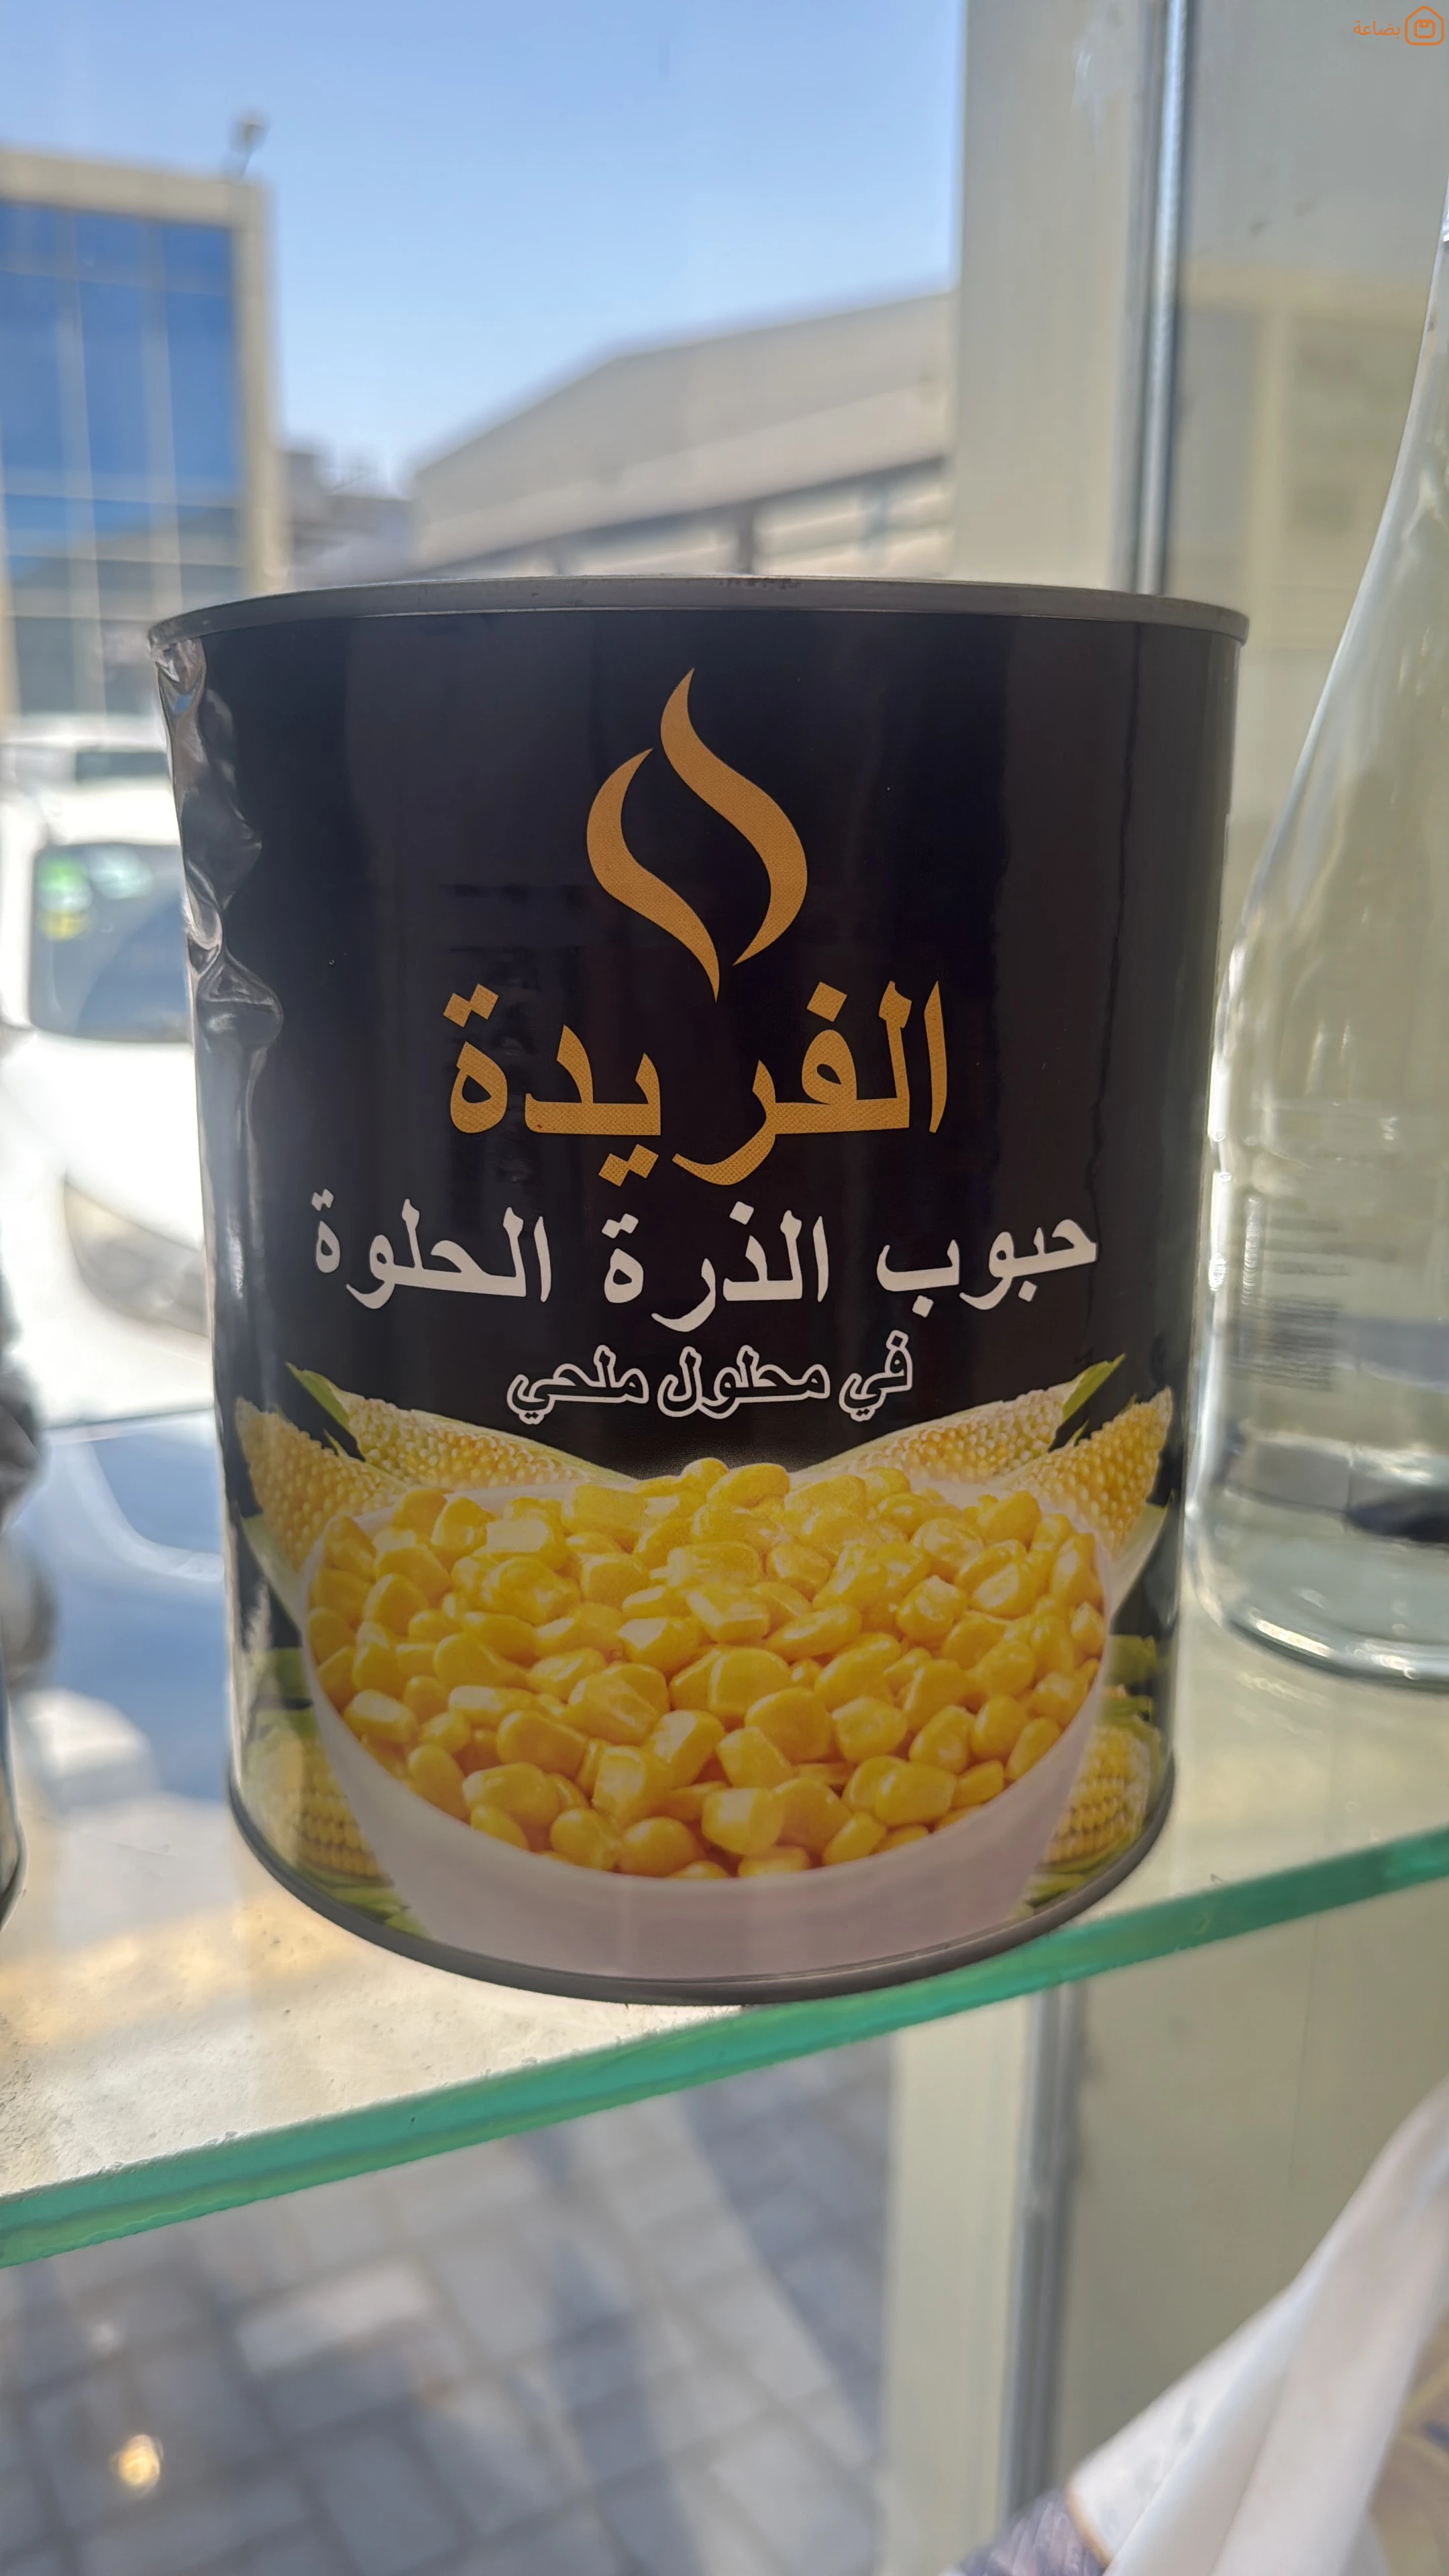 بضاعة
الفريدة
حبوب الذرة الحلوة
في محلول ملحي